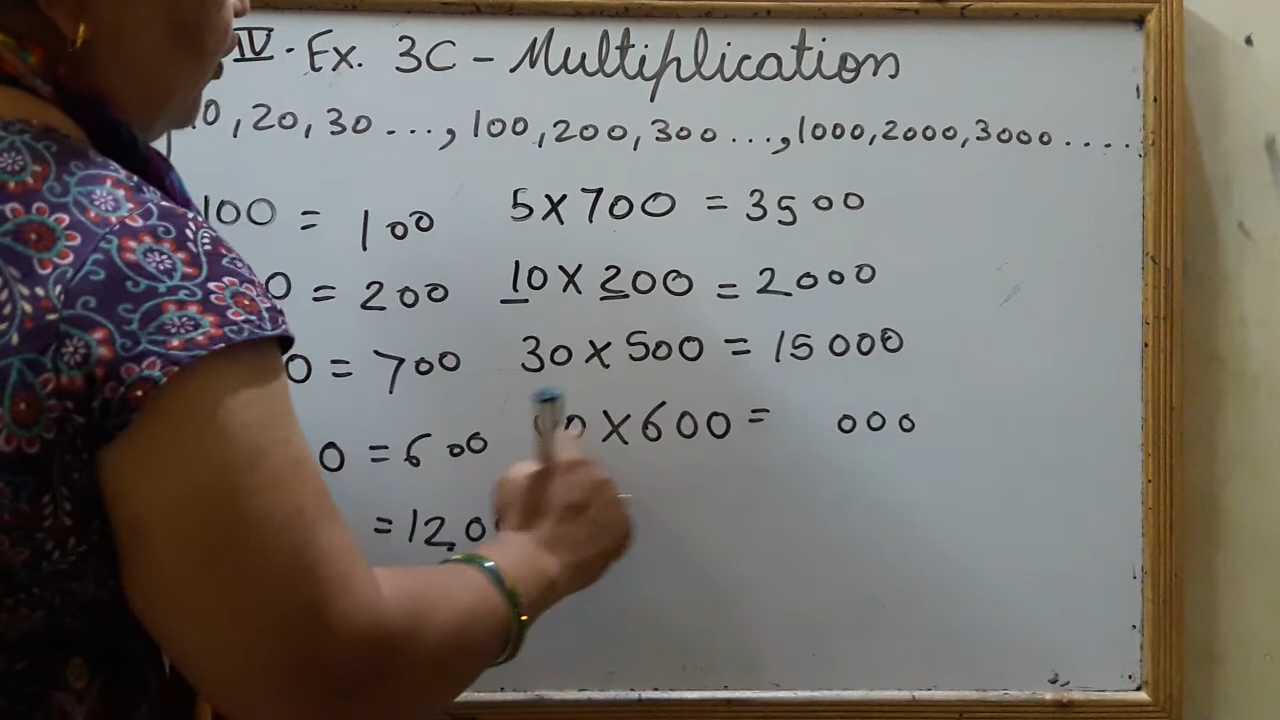 IV. Ex. 3C - Multiplication
0, 20, 30 ..., 100, 200, 300 ..., 1000, 2000, 3000 .....
100 = 100 5 X 700 = 3500
0 = 200 10 X 200 = 2000
0 = 700 30 X 500 = 15000
0 = 600 0 X 600 = 000
= 120